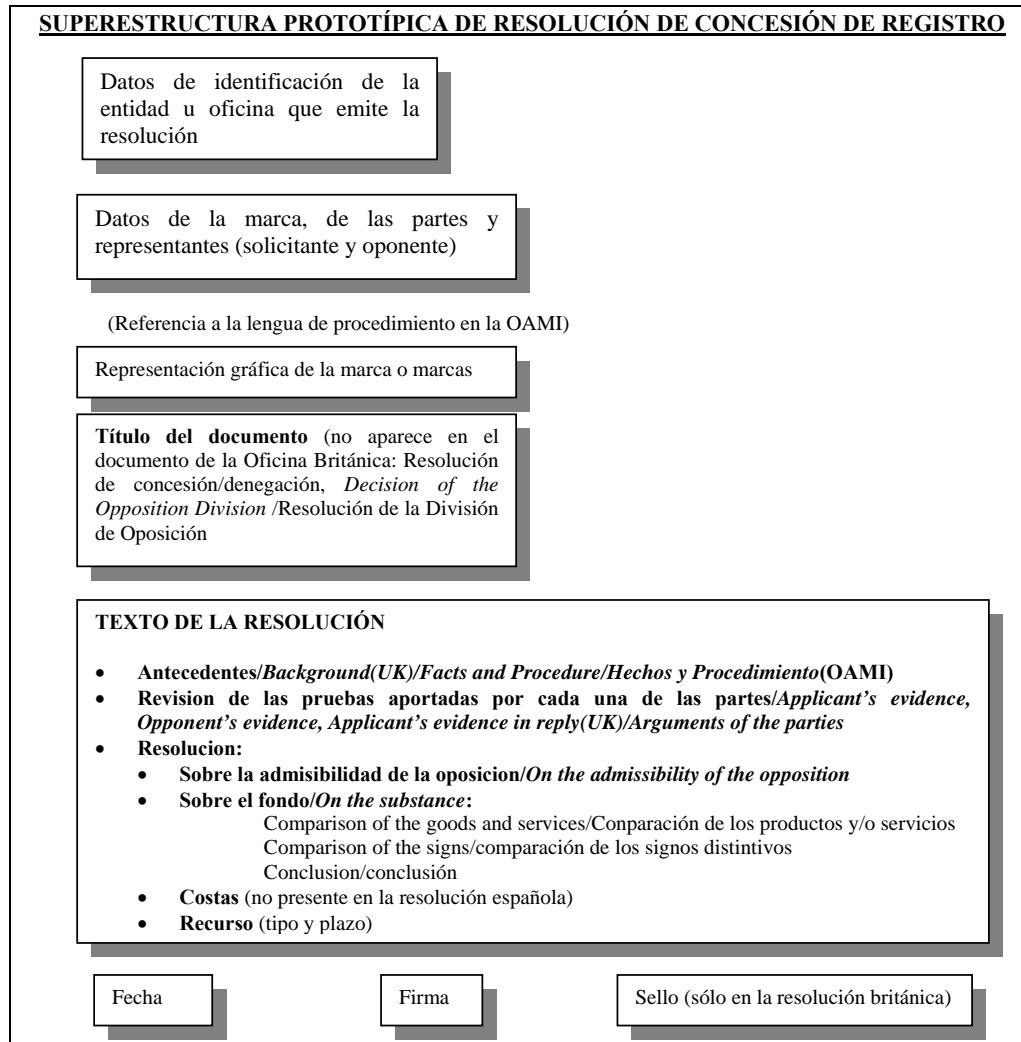 SUPERESTRUCTURA PROTOTÍPICA DE RESOLUCIÓN DE CONCESIÓN DE REGISTRO
Datos de identificación de la
entidad u oficina que emite la
resolución
Datos de la marca, de las partes y
representantes (solicitante y oponente)
(Referencia a la lengua de procedimiento en la OAMI)
Representación gráfica de la marca o marcas
Título del documento (no aparece en el
documento de la Oficina Británica: Resolución
de concesión/denegación, Decision of the
Opposition Division /Resolución de la División
de Oposición
TEXTO DE LA RESOLUCIÓN
• Antecedentes/Background(UK)/Facts and Procedure/Hechos y Procedimiento(OAMI)
• Revision de las pruebas aportadas por cada una de las partes/Applicant’s evidence,
Opponent’s evidence, Applicant’s evidence in reply(UK)/Arguments of the parties
• Resolucion:
• Sobre la admisibilidad de la oposicion/On the admissibility of the opposition
• Sobre el fondo/On the substance:
Comparison of the goods and services/Conparación de los productos y/o servicios
Comparison of the signs/comparación de los signos distintivos
Conclusion/conclusión
• Costas (no presente en la resolución española)
• Recurso (tipo y plazo)
Fecha
Firma
Sello (sólo en la resolución británica)